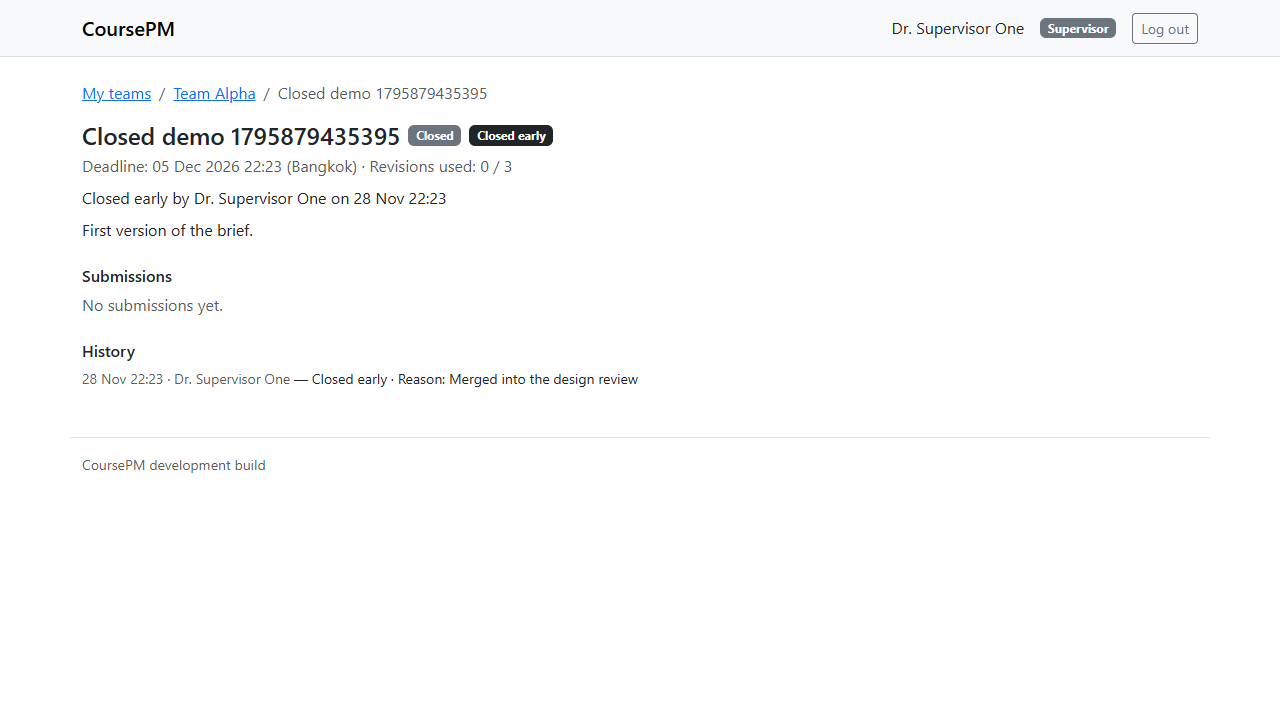 CoursePM
Dr. Supervisor One Supervisor Log out
My teams / Team Alpha / Closed demo 1795879435395
Closed demo 1795879435395 Closed Closed early
Deadline: 05 Dec 2026 22:23 (Bangkok) · Revisions used: 0 / 3
Closed early by Dr. Supervisor One on 28 Nov 22:23
First version of the brief.
Submissions
No submissions yet.
History
28 Nov 22:23 · Dr. Supervisor One — Closed early · Reason: Merged into the design review
CoursePM development build